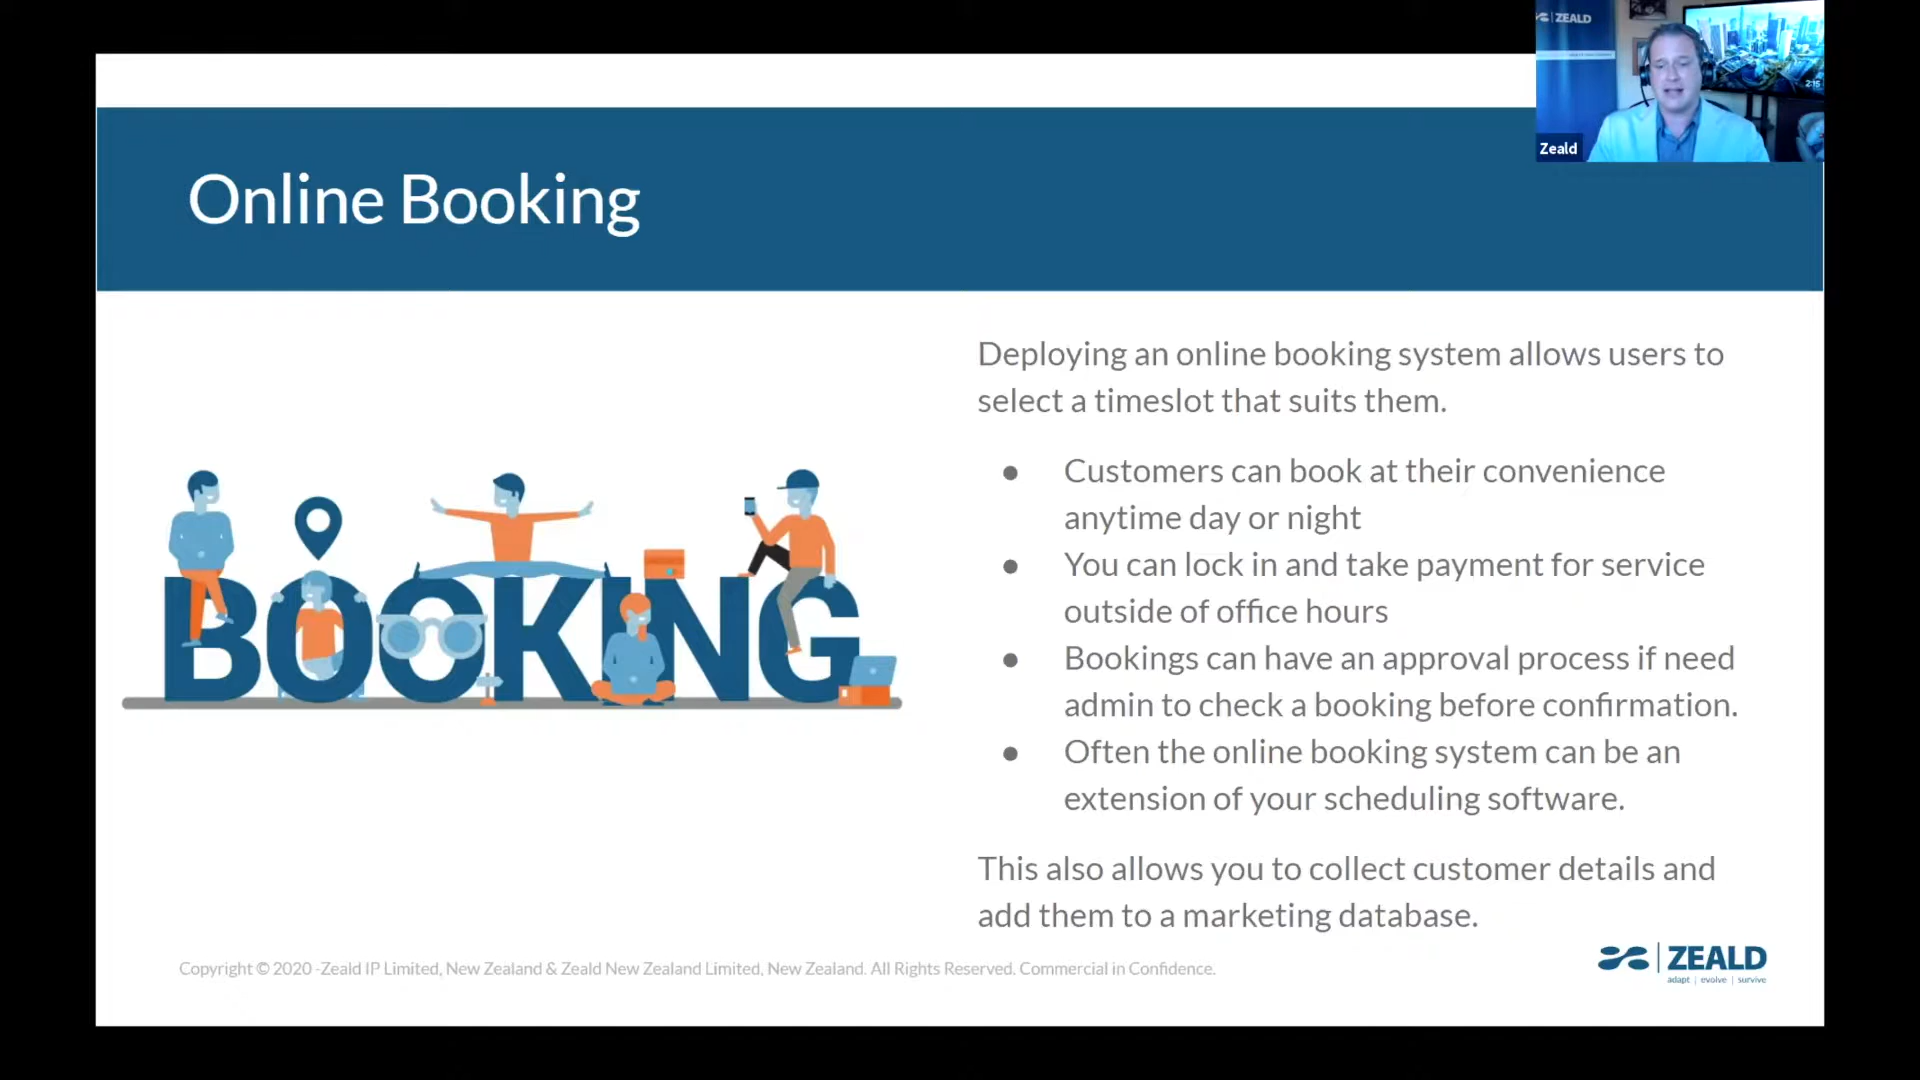 ZEALD
2:15
Zeald
Online Booking
Deploying an online booking system allows users to
select a timeslot that suits them.
● Customers can book at their convenience
anytime day or night
● You can lock in and take payment for service
outside of office hours
● Bookings can have an approval process if need
admin to check a booking before confirmation.
● Often the online booking system can be an
extension of your scheduling software.
This also allows you to collect customer details and
add them to a marketing database.
BOOKING
Copyright © 2020 -Zeald IP Limited, New Zealand & Zeald New Zealand Limited, New Zealand. All Rights Reserved. Commercial in Confidence.
ZEALD
adapt | evolve | survive